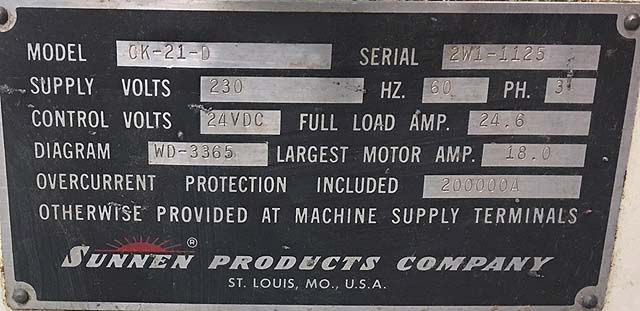 MODEL CK-21-D SERIAL 2W1-1125
SUPPLY VOLTS 230 HZ. 60 PH. 3
CONTROL VOLTS 24VDC FULL LOAD AMP. 24.6
DIAGRAM WD-3365 LARGEST MOTOR AMP. 18.0
OVERCURRENT PROTECTION INCLUDED 200000A
OTHERWISE PROVIDED AT MACHINE SUPPLY TERMINALS
SUNNEN® PRODUCTS COMPANY
ST. LOUIS, MO., U.S.A.